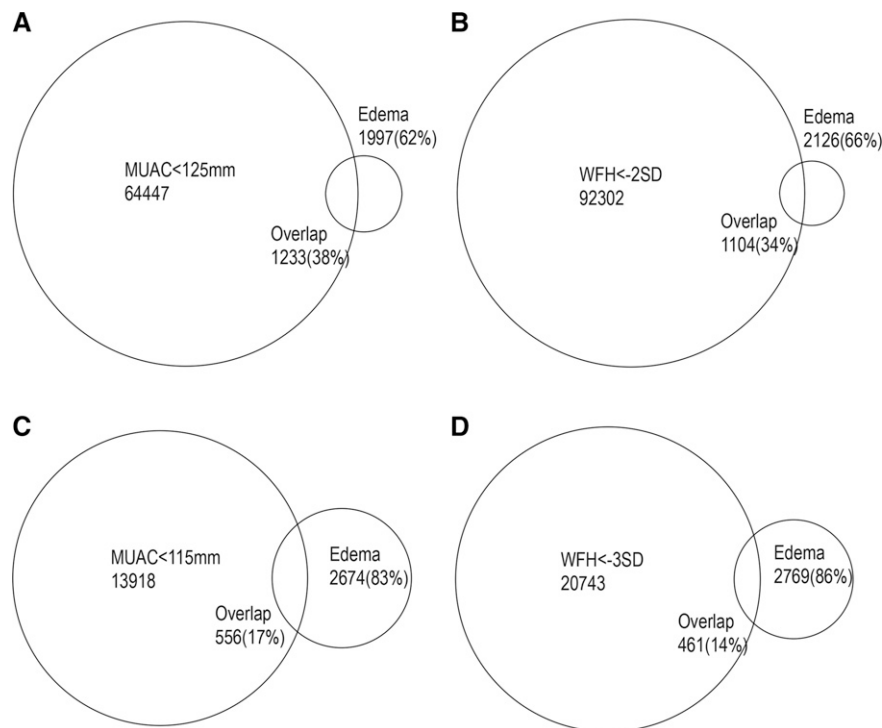 A
MUAC<125mm
64447
Edema
1997(62%)
Overlap
1233(38%)
B
WFH<-2SD
92302
Edema
2126(66%)
Overlap
1104(34%)
C
MUAC<115mm
13918
Edema
2674(83%)
Overlap
556(17%)
D
WFH<-3SD
20743
Edema
2769(86%)
Overlap
461(14%)